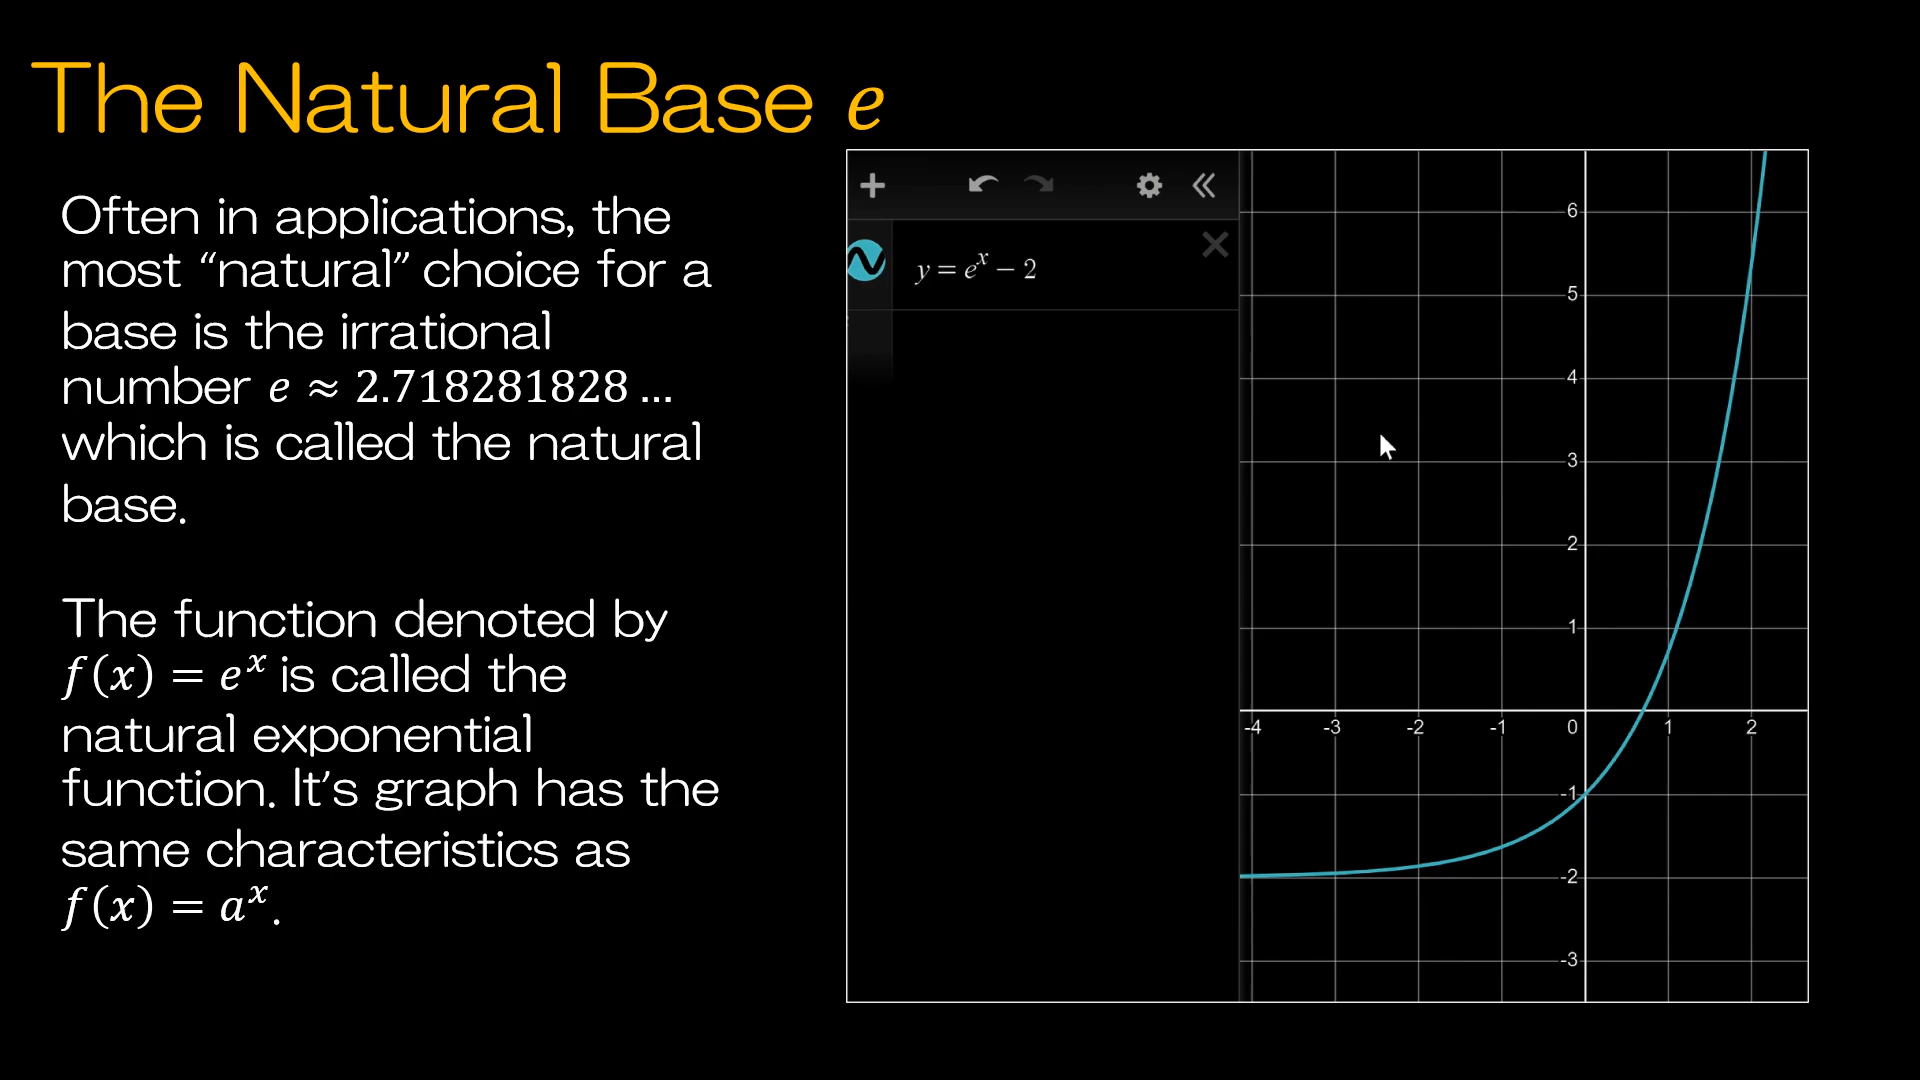 The Natural Base e
Often in applications, the
most “natural” choice for a
base is the irrational
number e ≈ 2.718281828 …
which is called the natural
base.
The function denoted by
f(x) = eˣ is called the
natural exponential
function. It’s graph has the
same characteristics as
f(x) = aˣ.
y = eˣ − 2
6
5
4
3
2
1
-4 -3 -2 -1 0 1 2
-1
-2
-3